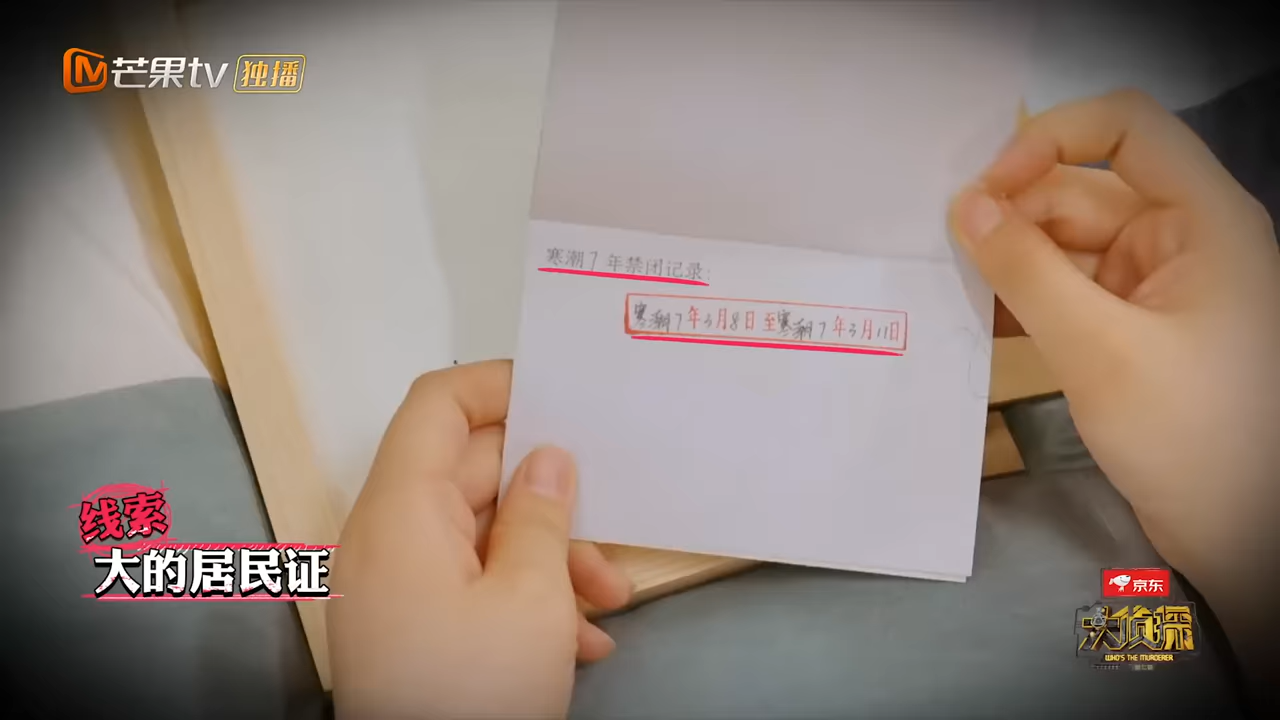 芒果tv 独播
寒潮7年禁闭记录:
寒潮7年3月8日至寒潮7年3月11日
线索
大的居民证
京东
大侦探
WHO'S THE MURDERER